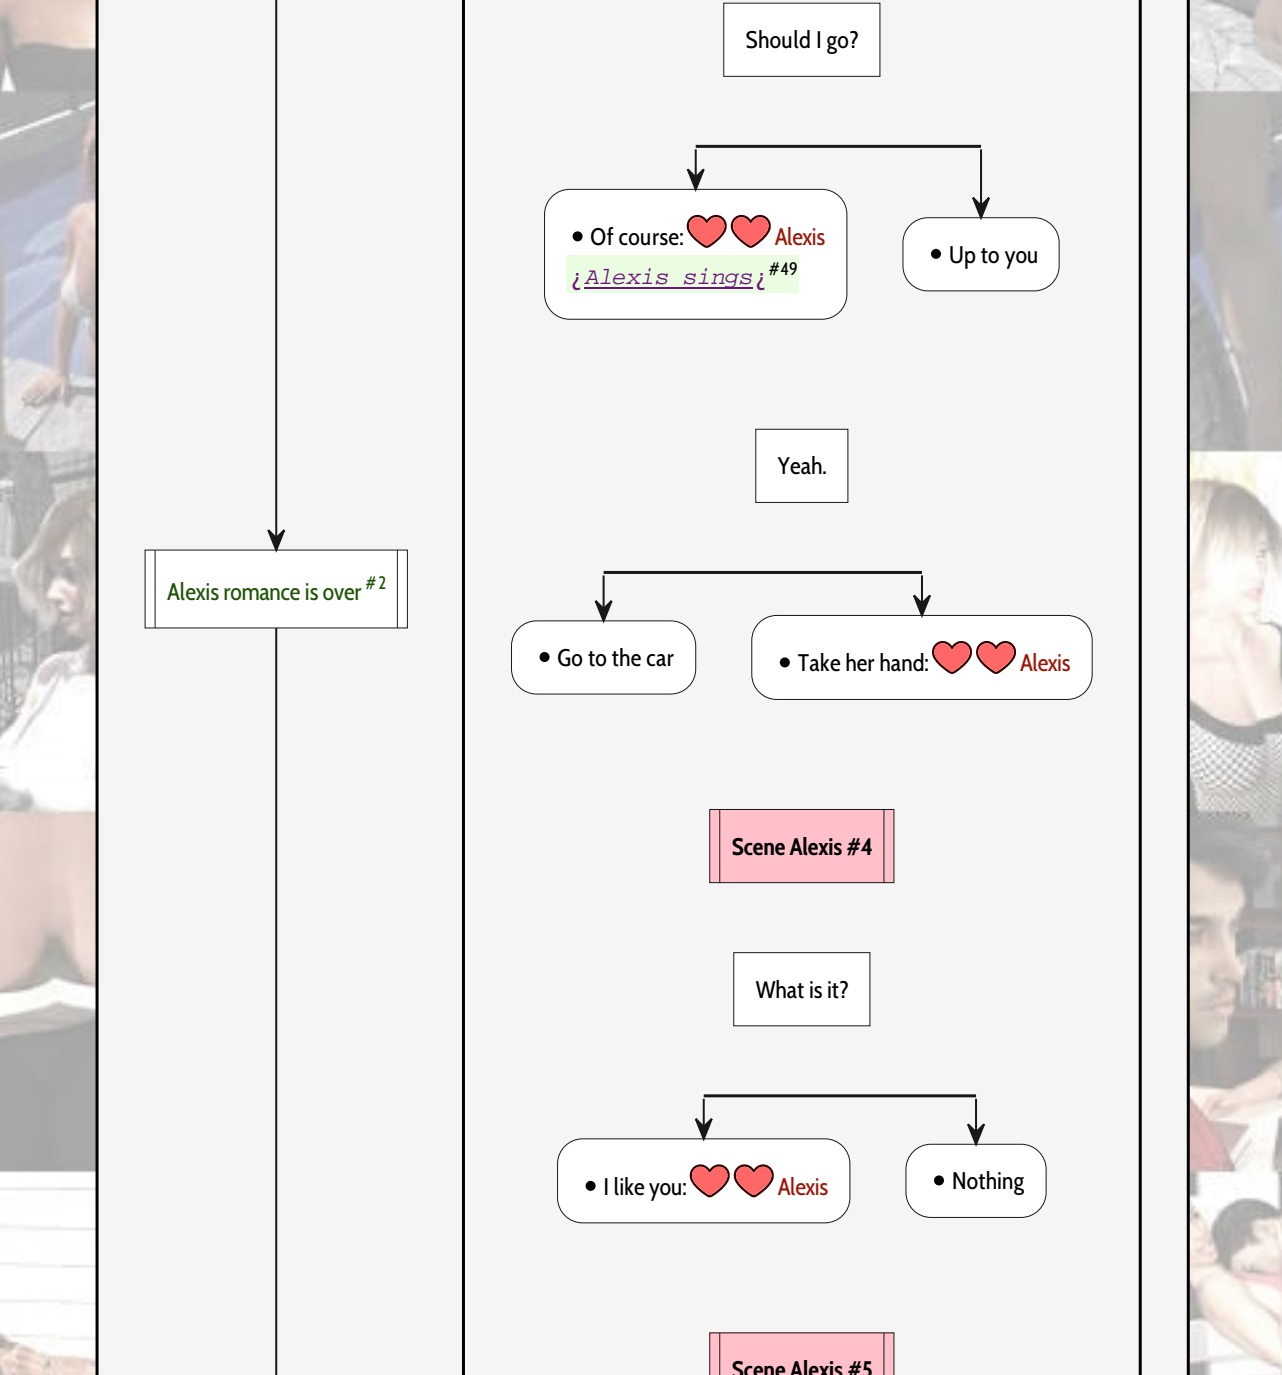 Should I go?
• Of course: Alexis
¿Alexis sings¿#49
• Up to you
Yeah.
Alexis romance is over #2
• Go to the car
• Take her hand: Alexis
Scene Alexis #4
What is it?
• I like you: Alexis
• Nothing
Scene Alexis #5